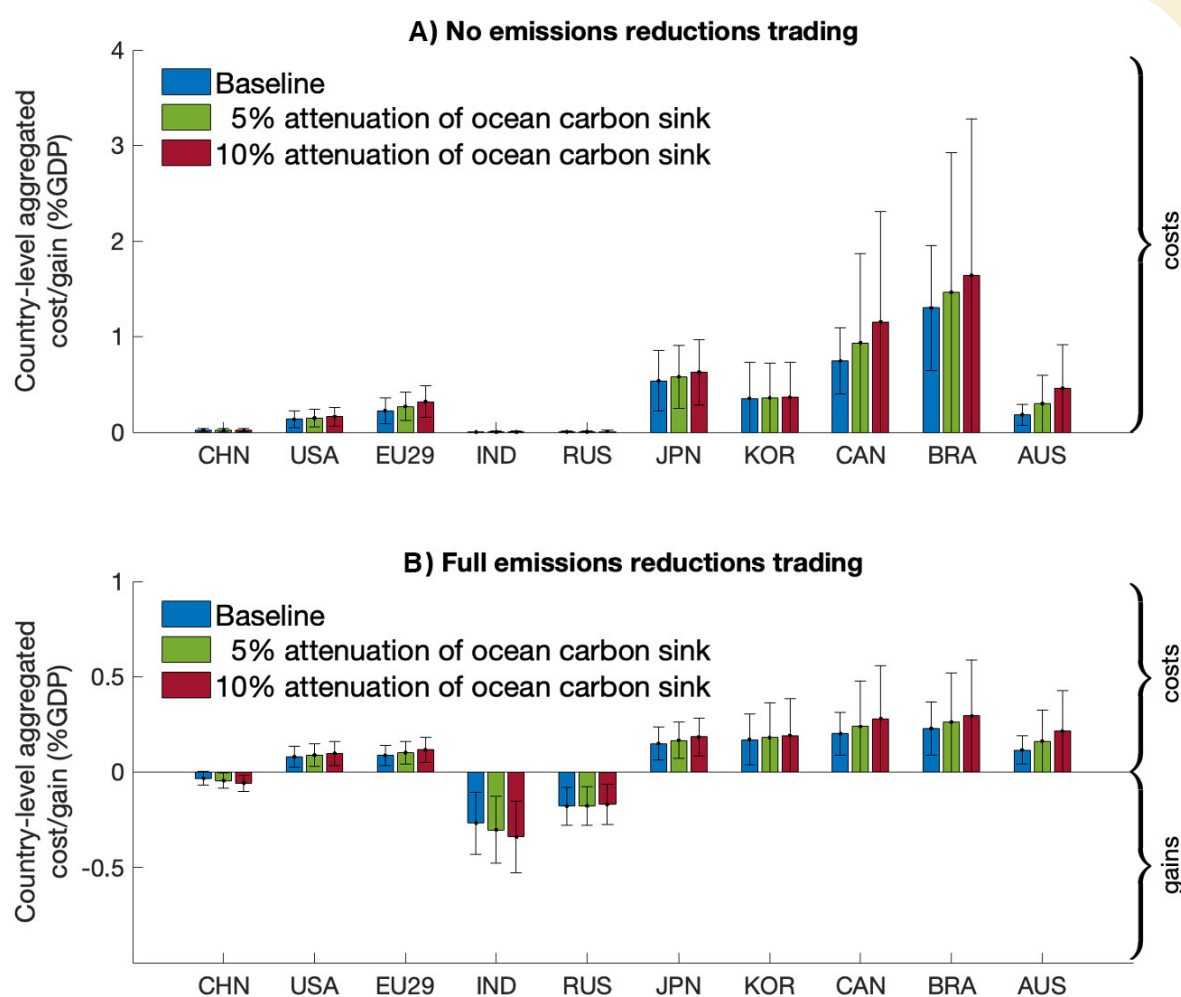 A) No emissions reductions trading
Country-level aggregated
cost/gain (%GDP)
4
3
2
1
0
Baseline
5% attenuation of ocean carbon sink
10% attenuation of ocean carbon sink
costs
CHN USA EU29 IND RUS JPN KOR CAN BRA AUS
B) Full emissions reductions trading
Country-level aggregated
cost/gain (%GDP)
1
0.5
0
-0.5
Baseline
5% attenuation of ocean carbon sink
10% attenuation of ocean carbon sink
costs
gains
CHN USA EU29 IND RUS JPN KOR CAN BRA AUS